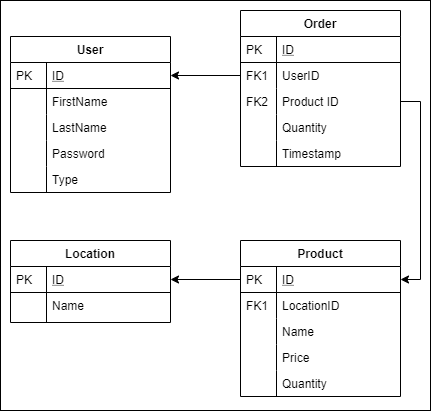 User
PK ID
FirstName
LastName
Password
Type
Order
PK ID
FK1 UserID
FK2 Product ID
Quantity
Timestamp
Location
PK ID
Name
Product
PK ID
FK1 LocationID
Name
Price
Quantity